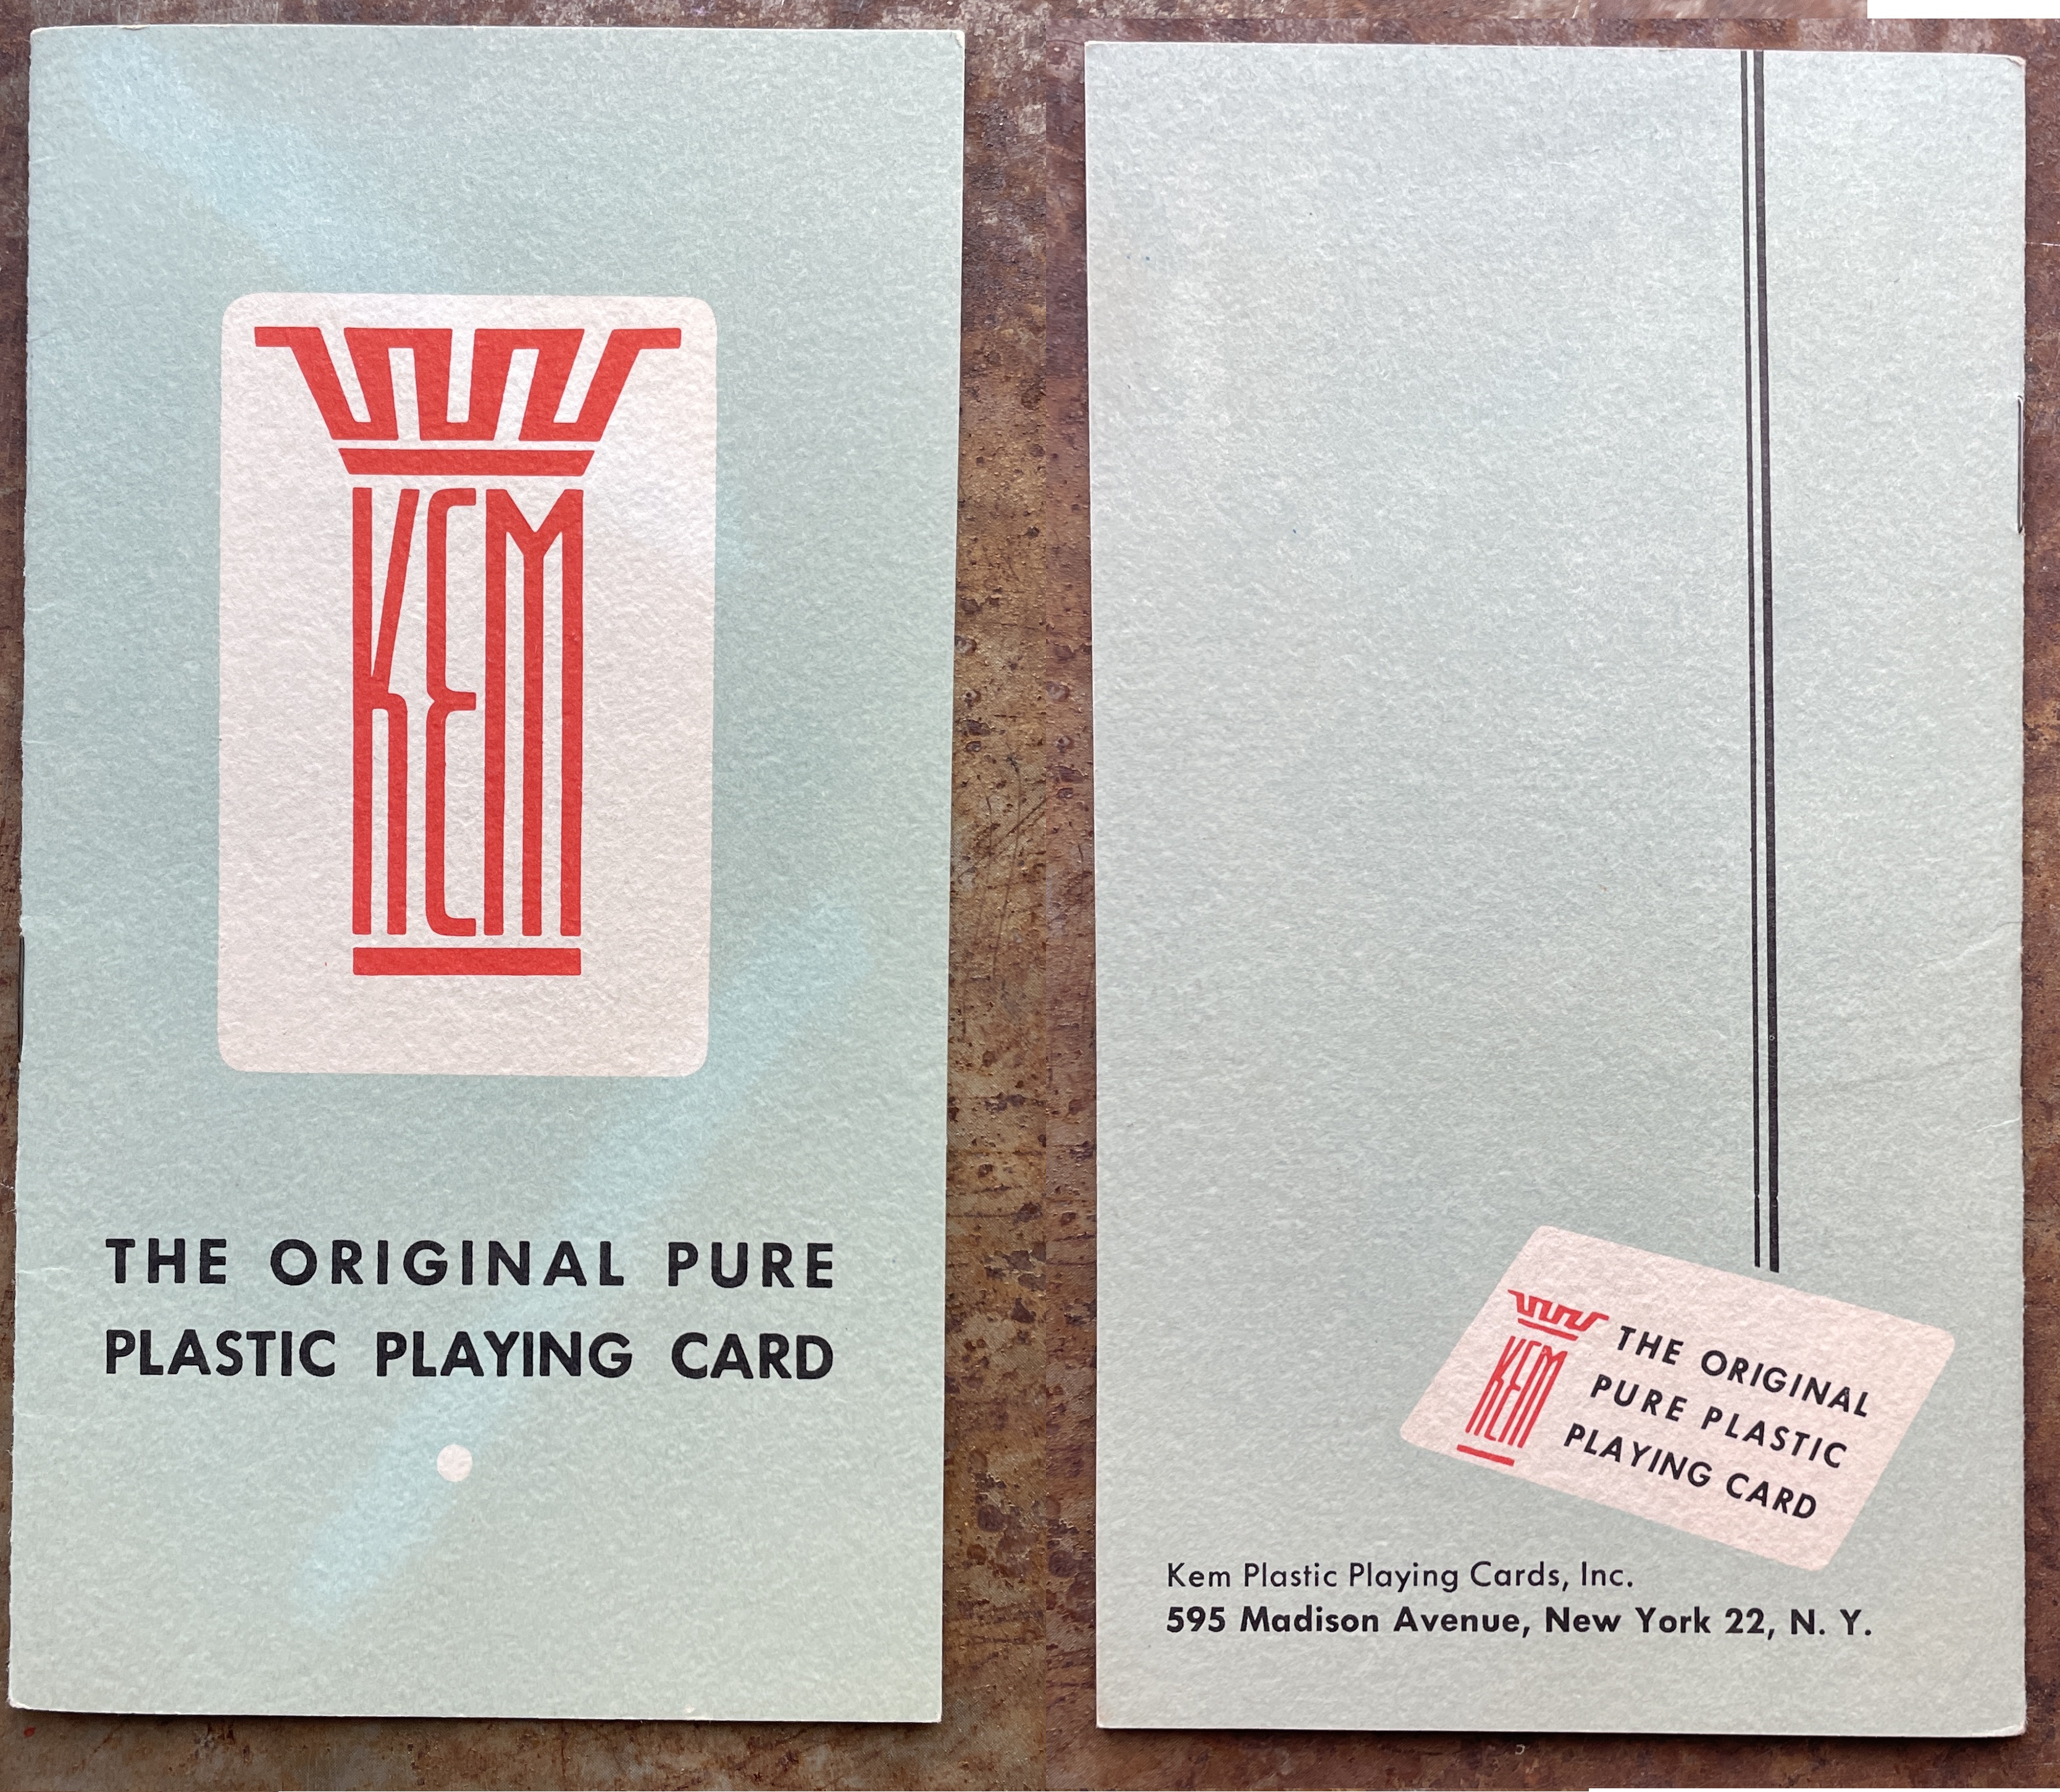 KEM
THE ORIGINAL PURE
PLASTIC PLAYING CARD
KEM
THE ORIGINAL
PURE PLASTIC
PLAYING CARD
Kem Plastic Playing Cards, Inc.
595 Madison Avenue, New York 22, N. Y.